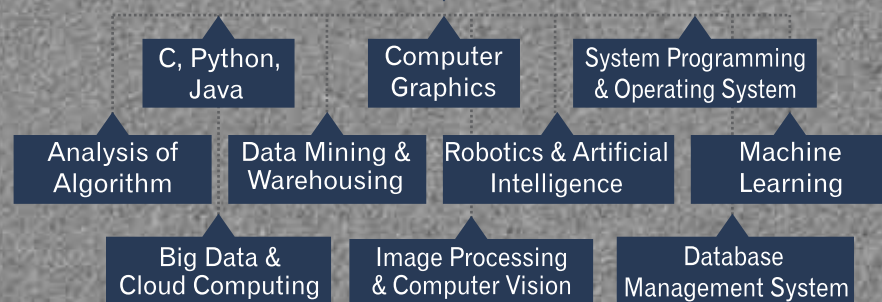 C, Python,
Java
Computer
Graphics
System Programming
& Operating System
Analysis of
Algorithm
Data Mining &
Warehousing
Robotics & Artificial
Intelligence
Machine
Learning
Big Data &
Cloud Computing
Image Processing
& Computer Vision
Database
Management System